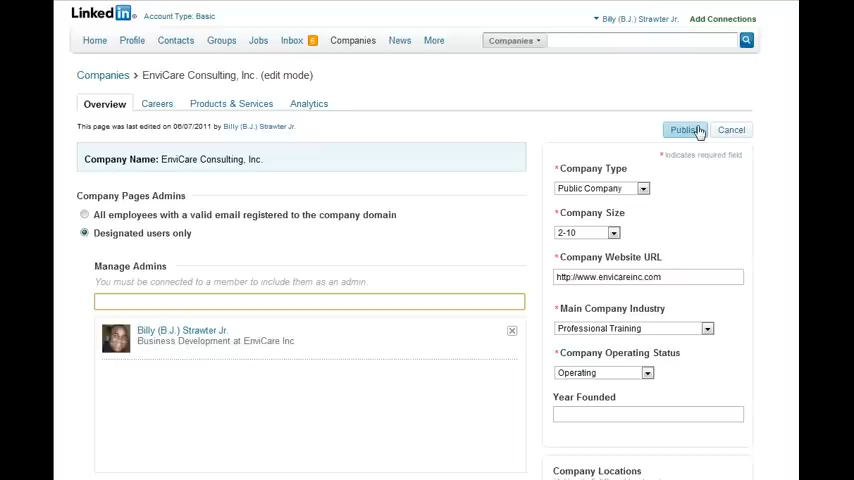 LinkedIn® Account Type: Basic
Billy (B.J.) Strawter Jr. Add Connections
Home Profile Contacts Groups Jobs Inbox 6 Companies News More Companies
Companies > EnviCare Consulting, Inc. (edit mode)
Overview Careers Products & Services Analytics
This page was last edited on 06/07/2011 by Billy (B.J.) Strawter Jr.
Cancel
* Indicates required field
Company Name: EnviCare Consulting, Inc.
Company Pages Admins
All employees with a valid email registered to the company domain
Designated users only
Manage Admins
You must be connected to a member to include them as an admin.
Billy (B.J.) Strawter Jr.
Business Development at EnviCare Inc
* Company Type
Public Company
* Company Size
2-10
* Company Website URL
http://www.envicareinc.com
* Main Company Industry
Professional Training
* Company Operating Status
Operating
Year Founded
Company Locations